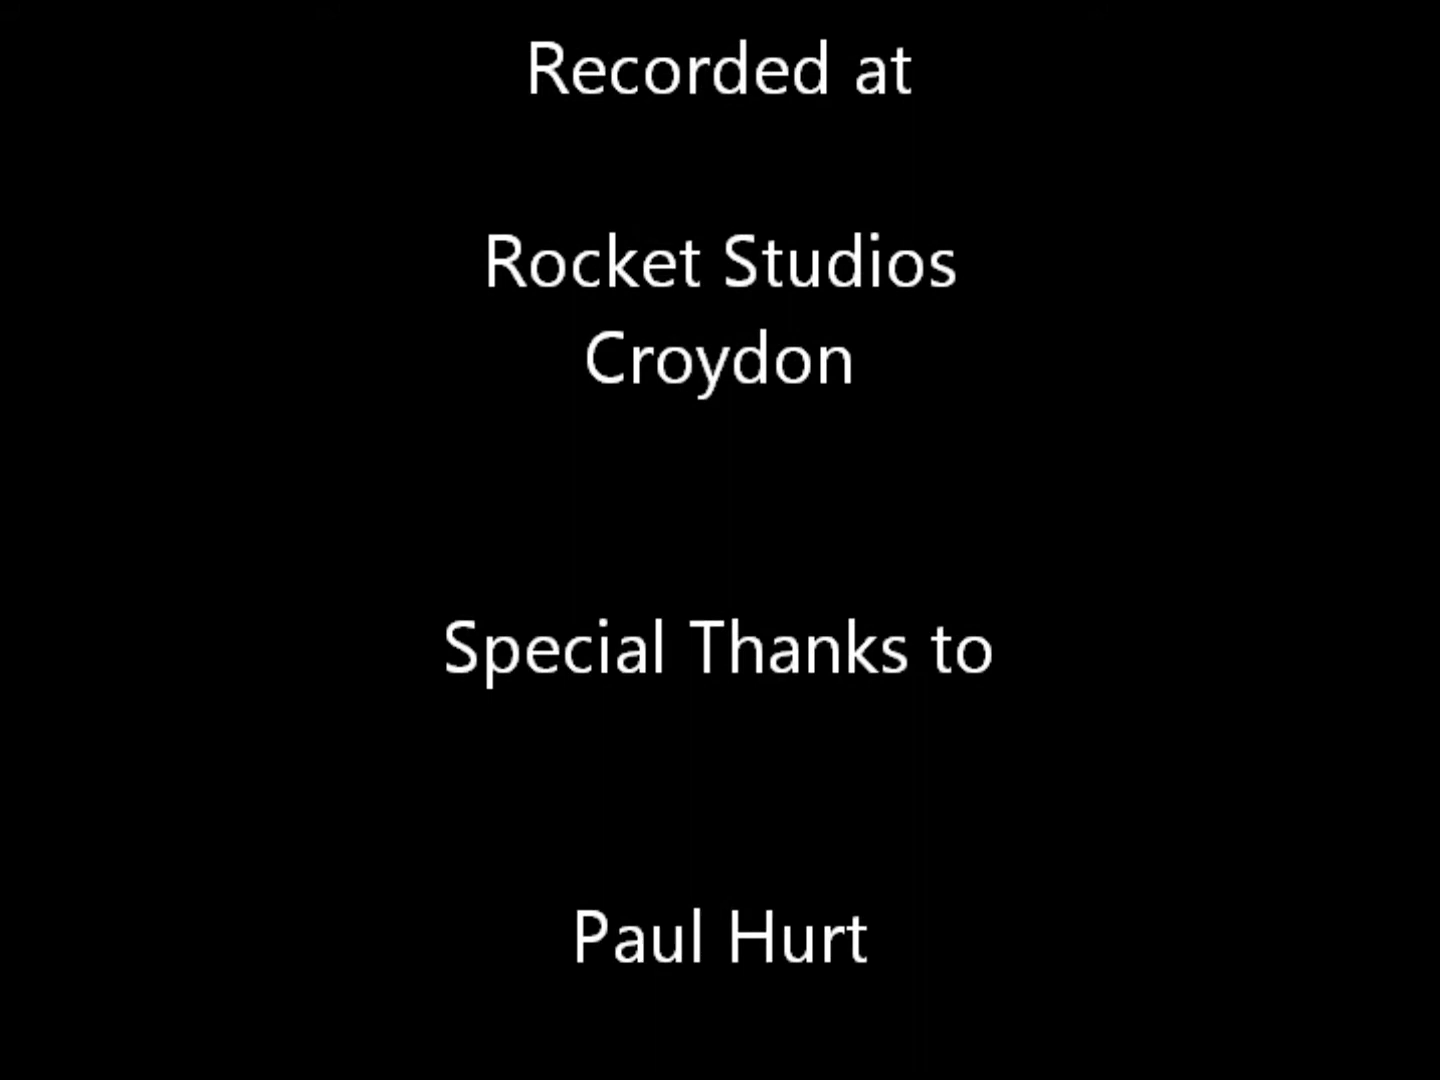 Recorded at
Rocket Studios
Croydon
Special Thanks to
Paul Hurt